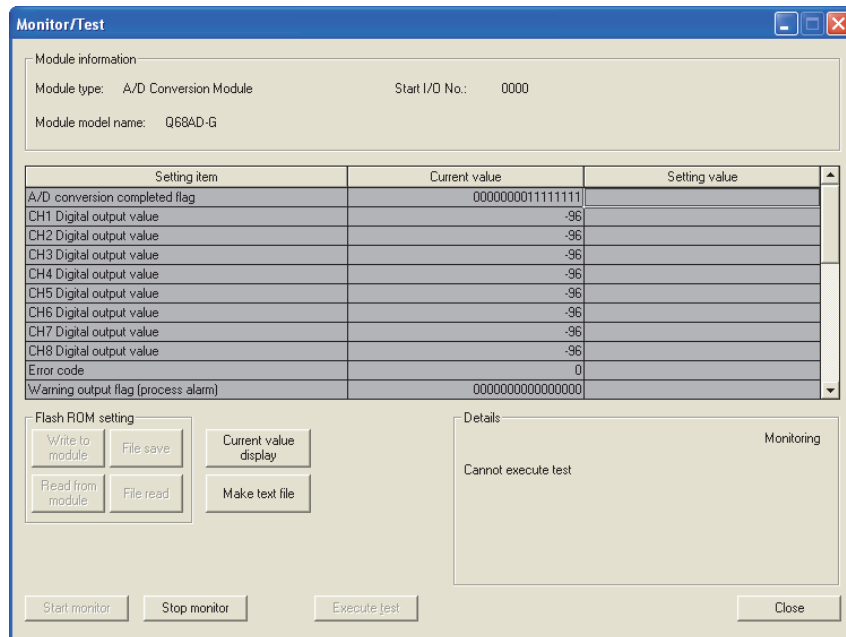 Monitor/Test
Module information
Module type: A/D Conversion Module Start I/O No.: 0000
Module model name: Q68AD-G
Setting item Current value Setting value
A/D conversion completed flag 0000000011111111
CH1 Digital output value -96
CH2 Digital output value -96
CH3 Digital output value -96
CH4 Digital output value -96
CH5 Digital output value -96
CH6 Digital output value -96
CH7 Digital output value -96
CH8 Digital output value -96
Error code 0
Warning output flag (process alarm) 0000000000000000
Flash ROM setting
Write to
module
File save
Current value
display
Read from
module
File read
Make text file
Details
Monitoring
Cannot execute test
Start monitor Stop monitor Execute test Close